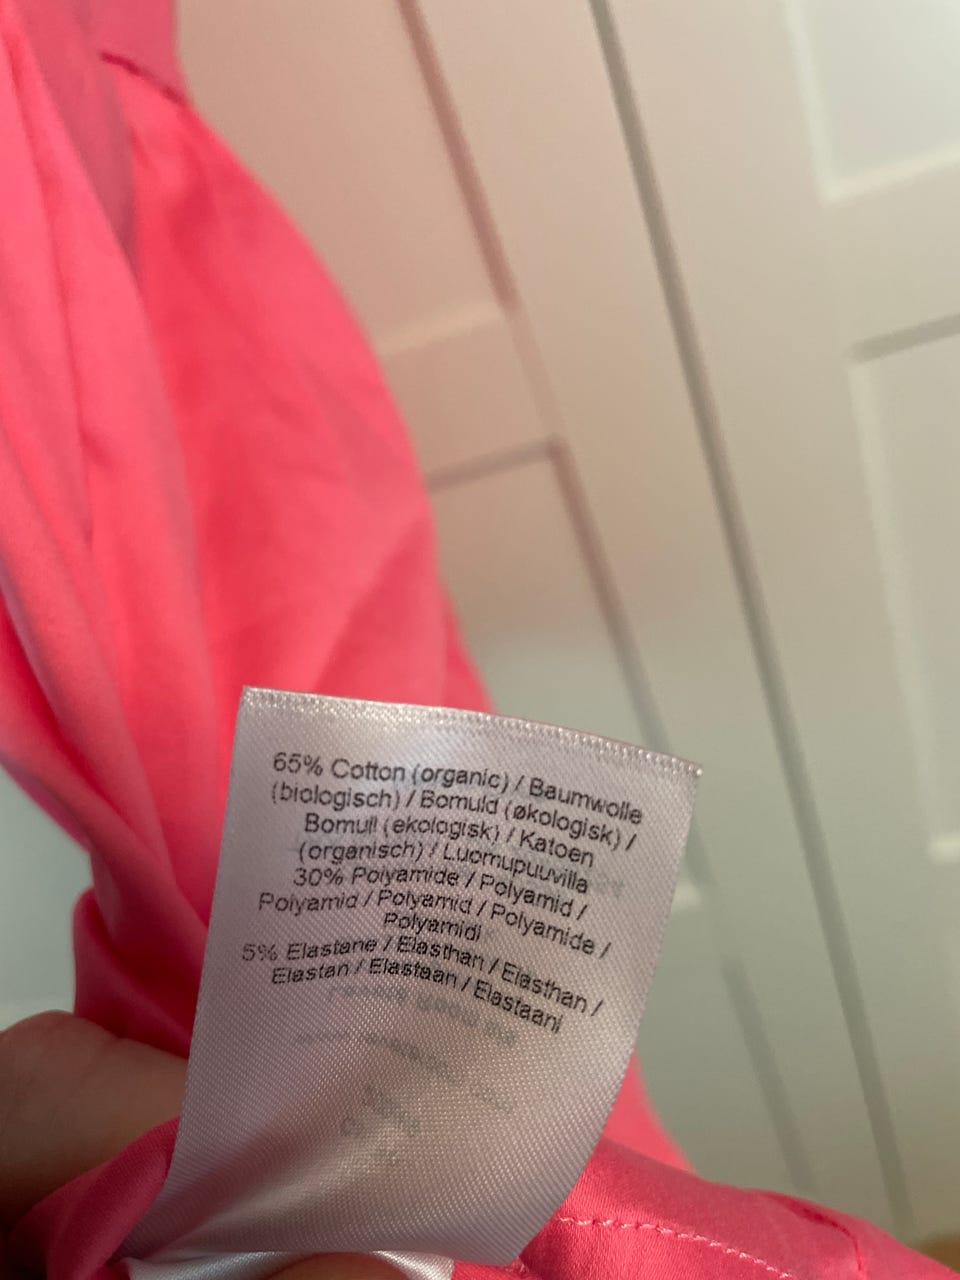 65% Cotton (organic) / Baumwolle
(biologisch) / Bomuld (økologisk) /
Bomull (ekologisk) / Katoen
(organisch) / Luomupuuvilla
30% Polyamide / Polyamid /
Polyamid / Polyamid / Polyamide /
Polyamidi
5% Elastane / Elasthan / Elasthan /
Elastan / Elastaan / Elastaani